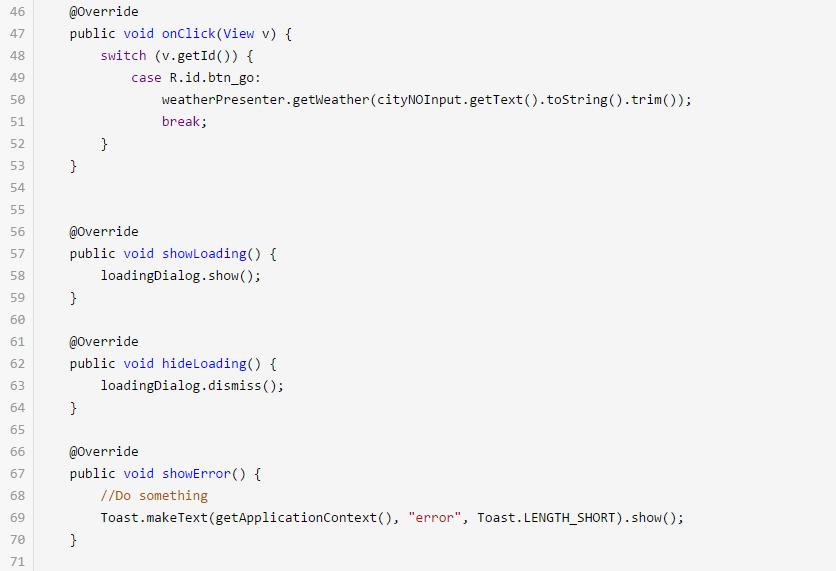 46 @Override
47 public void onClick(View v) {
48 switch (v.getId()) {
49 case R.id.btn_go:
50 weatherPresenter.getWeather(cityNOInput.getText().toString().trim());
51 break;
52 }
53 }
54
55
56 @Override
57 public void showLoading() {
58 loadingDialog.show();
59 }
60
61 @Override
62 public void hideLoading() {
63 loadingDialog.dismiss();
64 }
65
66 @Override
67 public void showError() {
68 //Do something
69 Toast.makeText(getApplicationContext(), "error", Toast.LENGTH_SHORT).show();
70 }
71